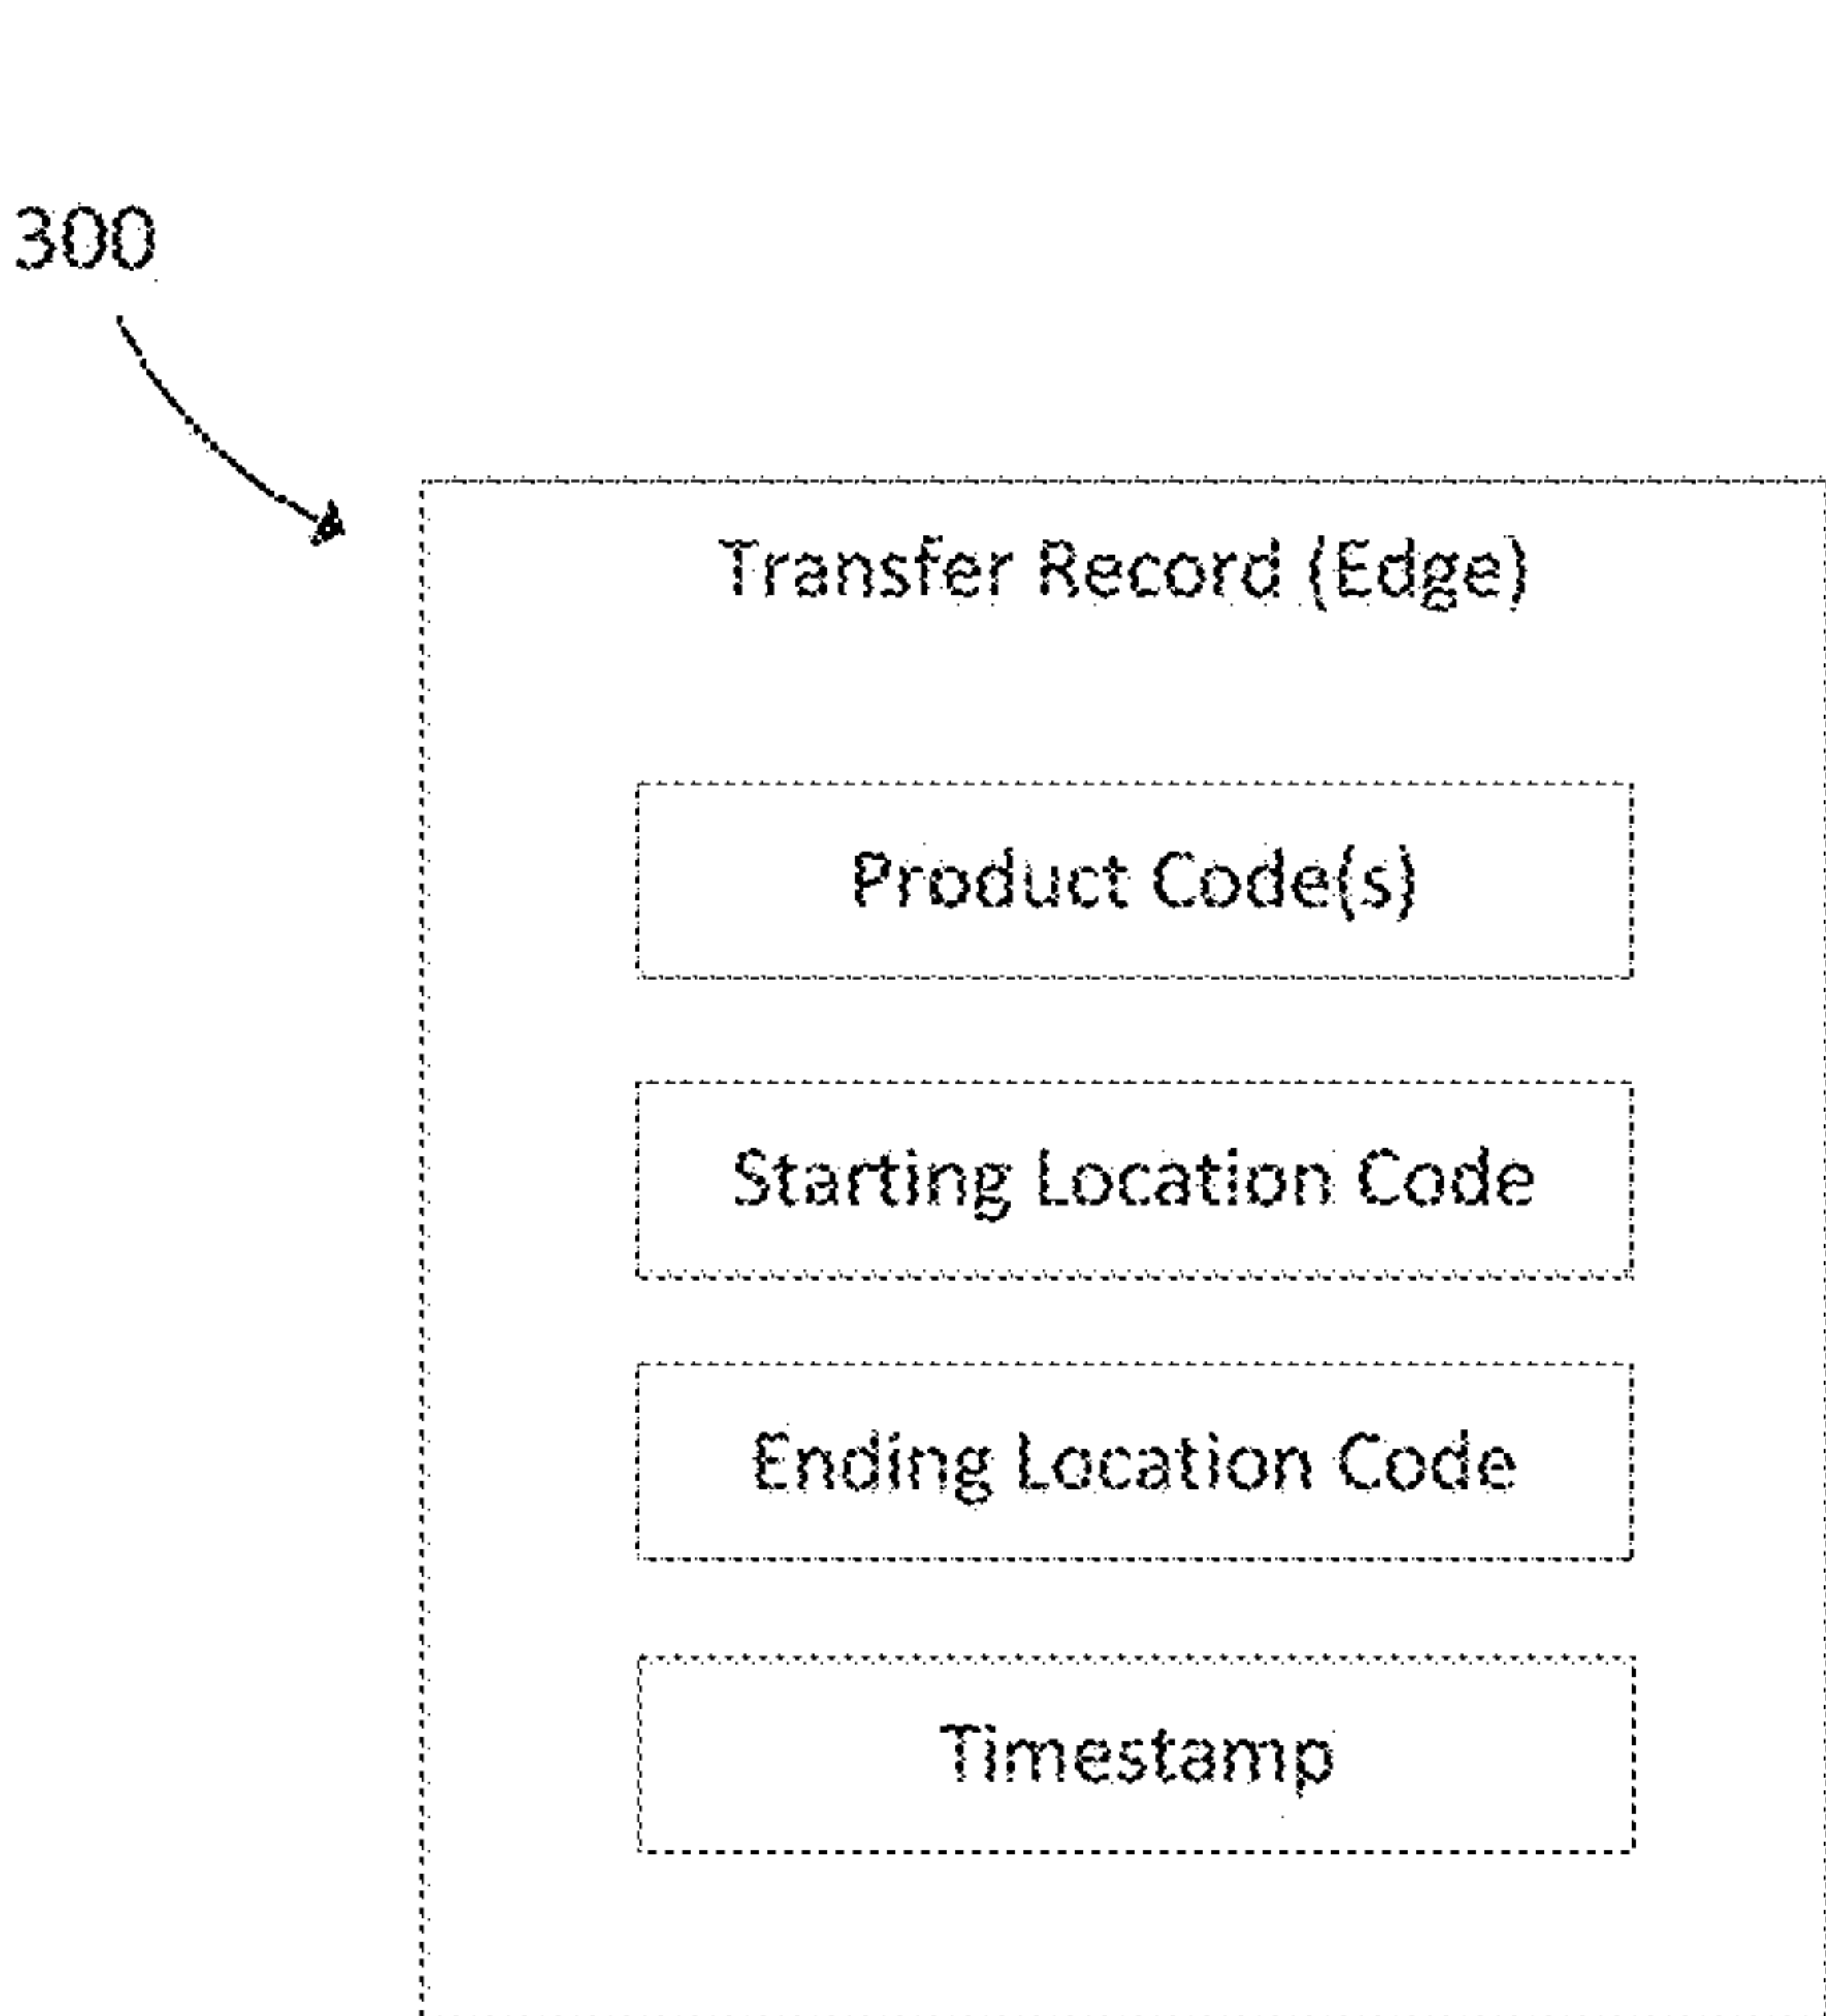 300
Transfer Record (Edge)
Product Code(s)
Starting Location Code
Ending Location Code
Timestamp